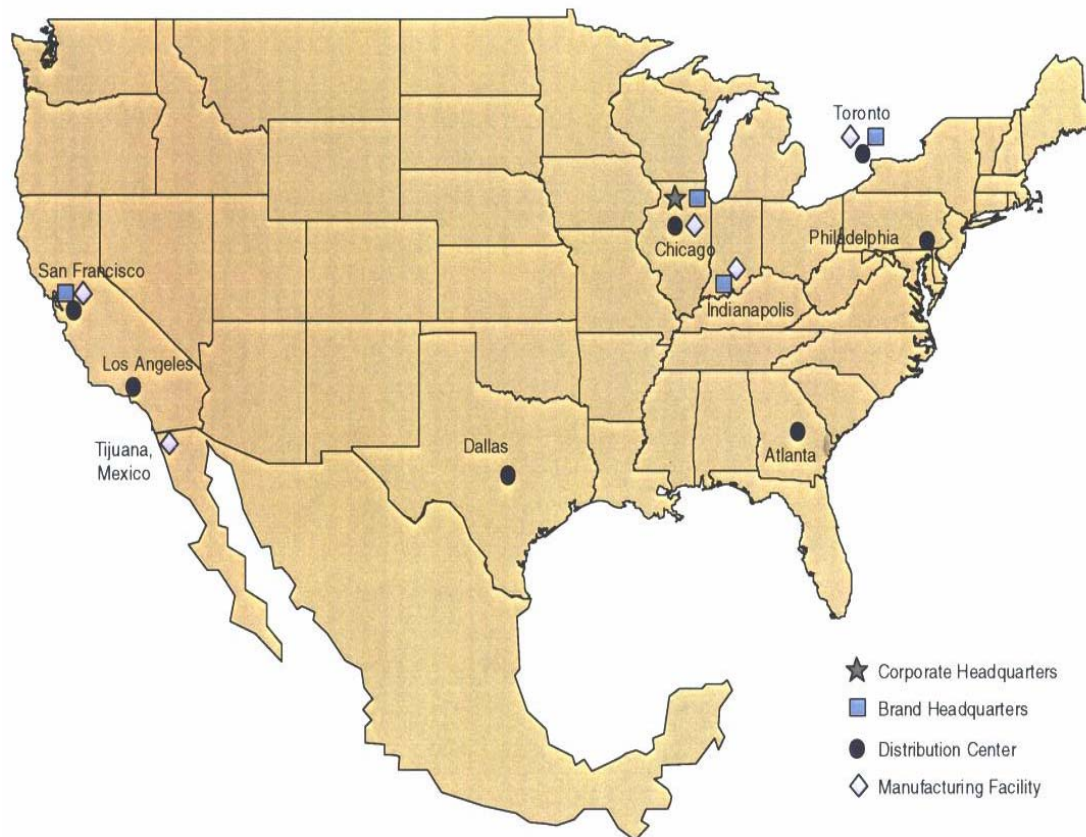 Toronto
Philadelphia
Chicago
San Francisco
Indianapolis
Los Angeles
Tijuana,
Mexico
Dallas
Atlanta
Corporate Headquarters
Brand Headquarters
Distribution Center
Manufacturing Facility